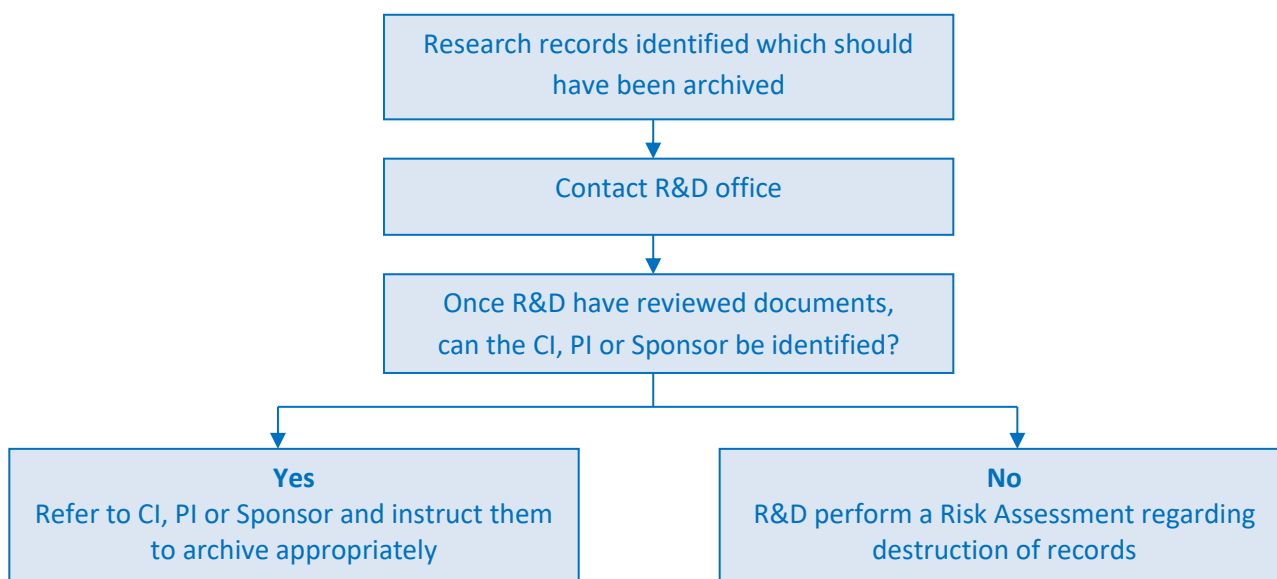 Research records identified which should
have been archived
Contact R&D office
Once R&D have reviewed documents,
can the CI, PI or Sponsor be identified?
Yes
Refer to CI, PI or Sponsor and instruct them
to archive appropriately
No
R&D perform a Risk Assessment regarding
destruction of records